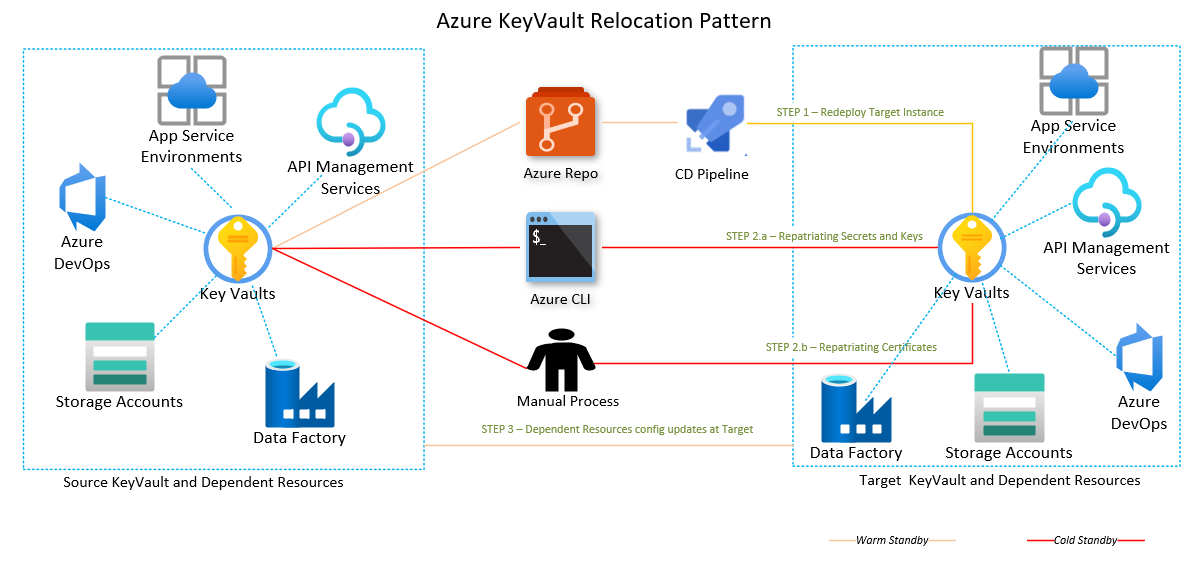 Azure KeyVault Relocation Pattern
App Service
Environments
API Management
Services
Azure
DevOps
Key Vaults
Storage Accounts
Data Factory
Source KeyVault and Dependent Resources
Azure Repo
CD Pipeline
$_
Azure CLI
Manual Process
STEP 1 – Redeploy Target Instance
STEP 2.a – Repatriating Secrets and Keys
STEP 2.b – Repatriating Certificates
STEP 3 – Dependent Resources config updates at Target
App Service
Environments
API Management
Services
Key Vaults
Azure
DevOps
Data Factory
Storage Accounts
Target  KeyVault and Dependent Resources
Warm Standby
Cold Standby